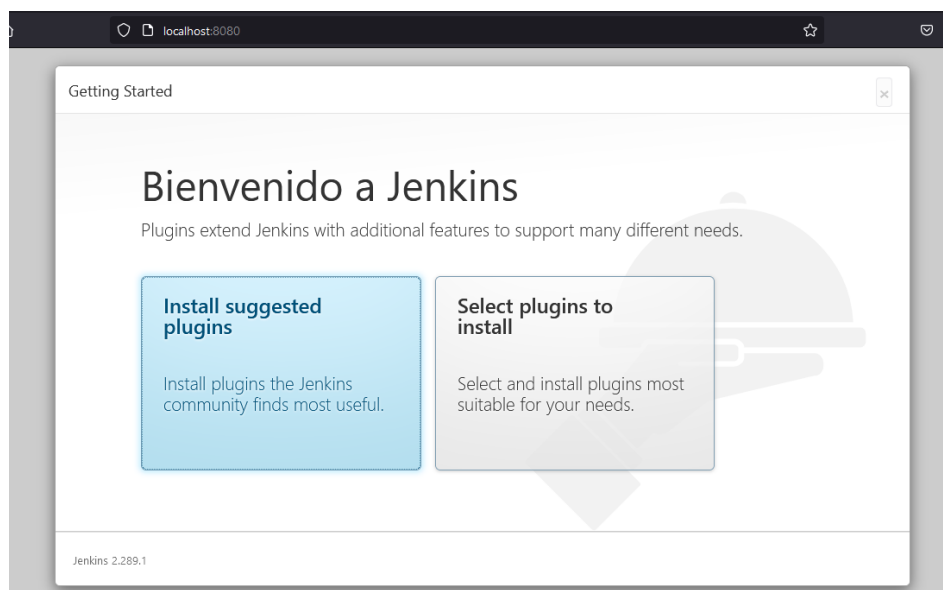 localhost:8080
Getting Started
×
Bienvenido a Jenkins
Plugins extend Jenkins with additional features to support many different needs.
Install suggested
plugins
Install plugins the Jenkins
community finds most useful.
Select plugins to
install
Select and install plugins most
suitable for your needs.
Jenkins 2.289.1